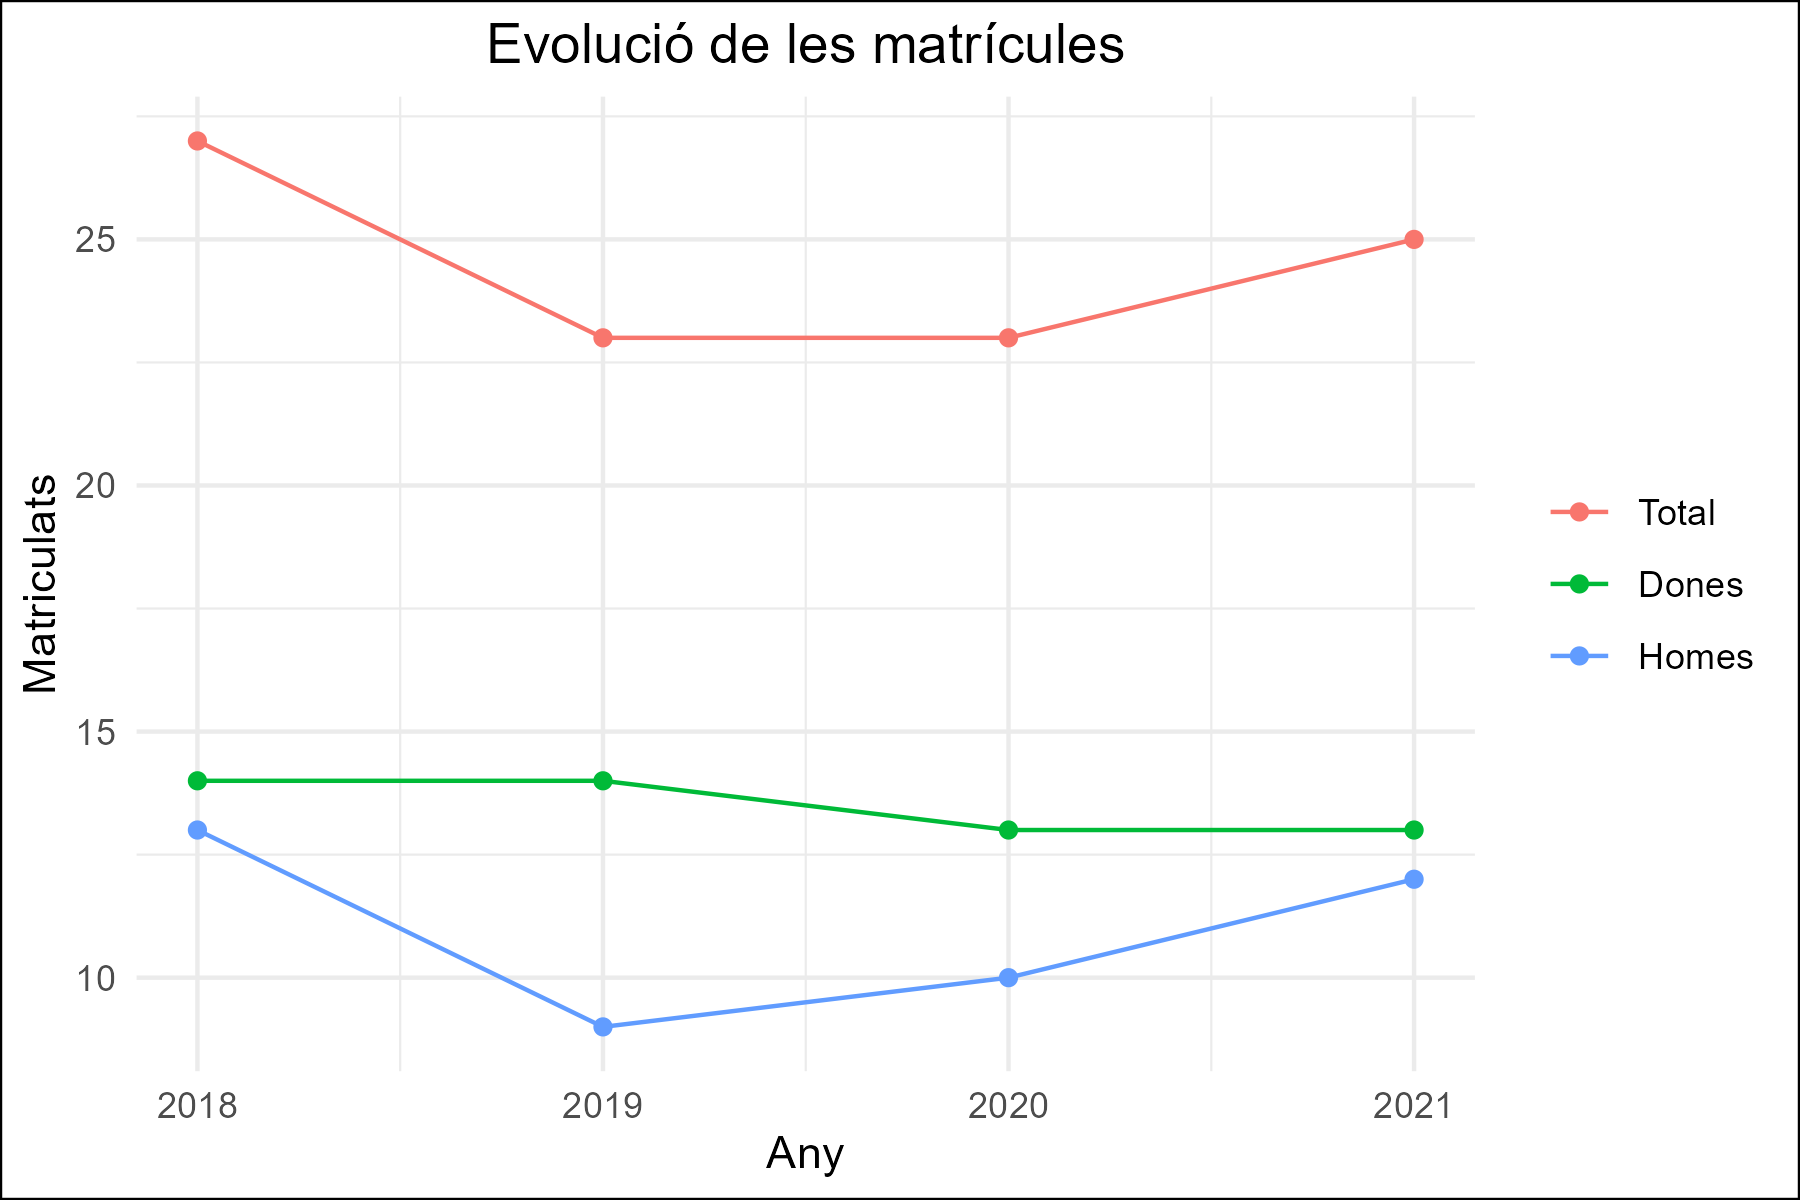 Evolució de les matrícules
Matriculats
25
20
15
10
2018
2019
2020
2021
Any
Total
Dones
Homes